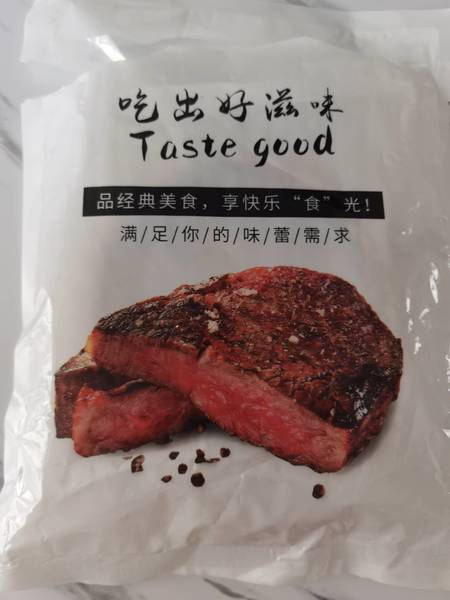 吃出好滋味
Taste good
品经典美食，享快乐“食”光！
满/足/你/的/味/蕾/需/求